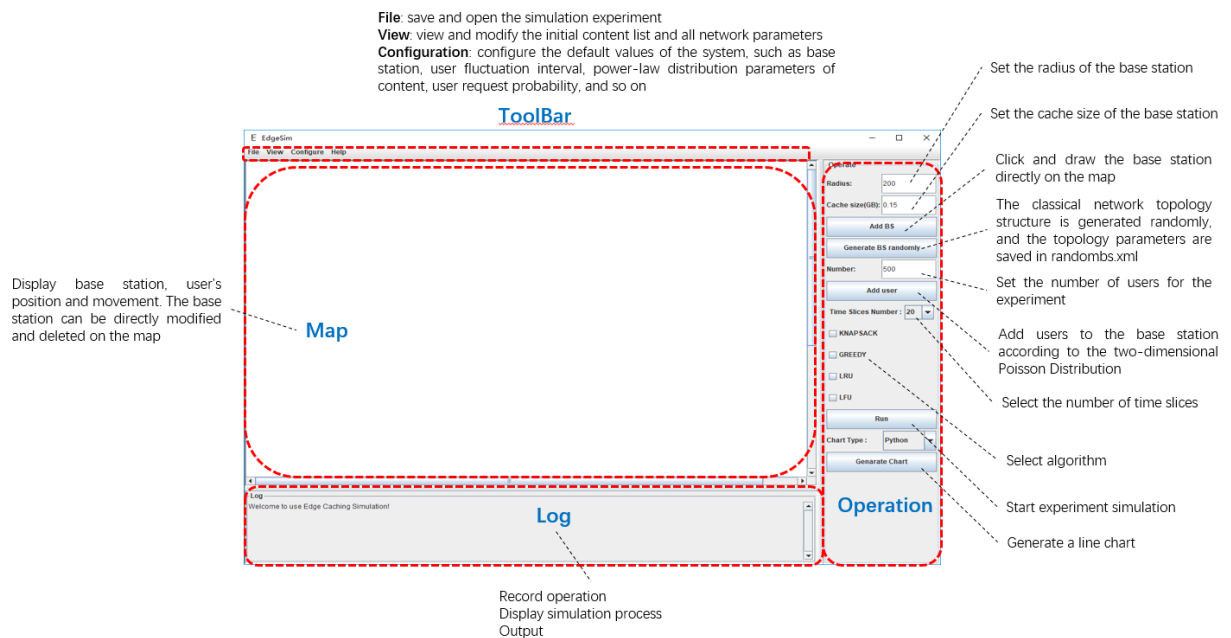 File: save and open the simulation experiment
View: view and modify the initial content list and all network parameters
Configuration: configure the default values of the system, such as base
station, user fluctuation interval, power-law distribution parameters of
content, user request probability, and so on
ToolBar
E EdgeSim
File View Configure Help
Operate
Radius: 200
Cache size(GB): 0.15
Add BS
Generate BS randomly
Number: 500
Add user
Time Slices Number : 20
KNAPSACK
GREEDY
LRU
LFU
Run
Chart Type : Python
Genarate Chart
Operation
Set the radius of the base station
Set the cache size of the base station
Click and draw the base station
directly on the map
The classical network topology
structure is generated randomly,
and the topology parameters are
saved in randombs.xml
Set the number of users for the
experiment
Add users to the base station
according to the two-dimensional
Poisson Distribution
Select the number of time slices
Select algorithm
Start experiment simulation
Generate a line chart
Display base station, user's
position and movement. The base
station can be directly modified
and deleted on the map
Map
Log
Welcome to use Edge Caching Simulation!
Log
Record operation
Display simulation process
Output